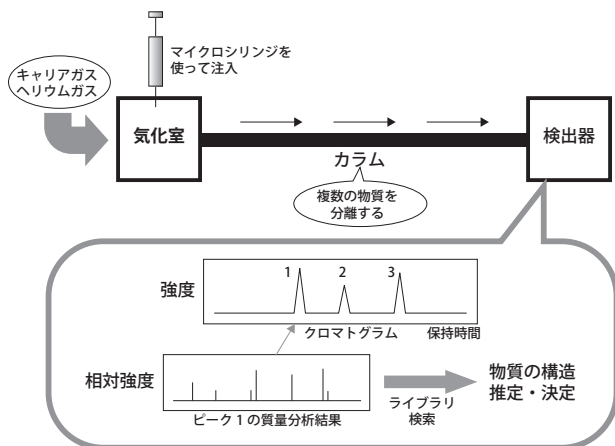 マイクロシリンジを
使って注入
キャリアガス
ヘリウムガス
気化室
検出器
カラム
複数の物質を
分離する
強度
1
2
3
クロマトグラム
保持時間
相対強度
ピーク1の質量分析結果
ライブラリ
検索
物質の構造
推定・決定